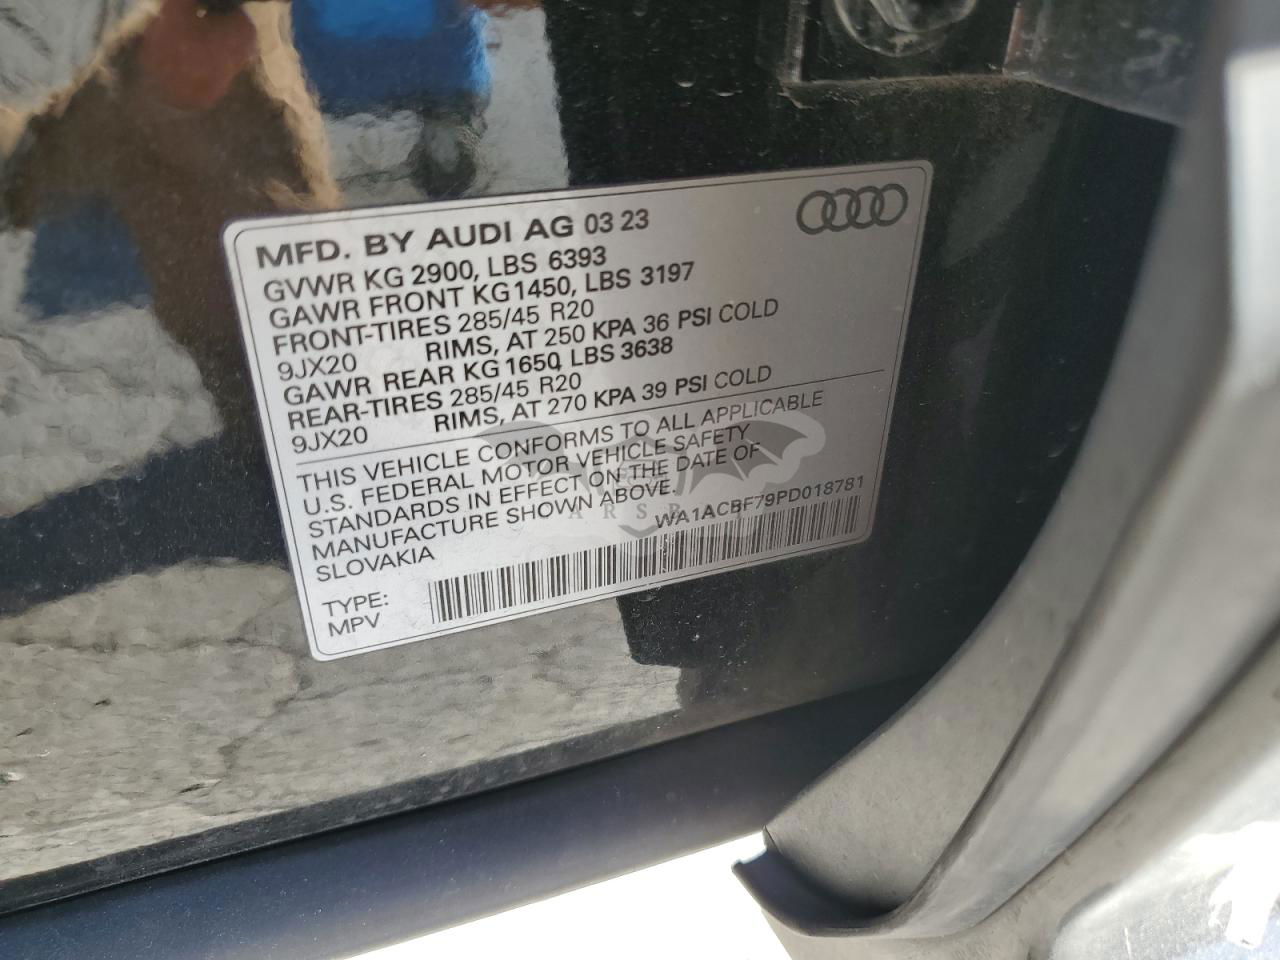 MFD. BY AUDI AG 03 23
GVWR KG 2900, LBS 6393
GAWR FRONT KG1450, LBS 3197
FRONT-TIRES 285/45 R20
9JX20 RIMS, AT 250 KPA 36 PSI COLD
GAWR REAR KG1650, LBS 3638
REAR-TIRES 285/45 R20
9JX20 RIMS, AT 270 KPA 39 PSI COLD
THIS VEHICLE CONFORMS TO ALL APPLICABLE
U.S. FEDERAL MOTOR VEHICLE SAFETY
STANDARDS IN EFFECT ON THE DATE OF
MANUFACTURE SHOWN ABOVE.
SLOVAKIA
WA1ACBF79PD018781
TYPE:
MPV